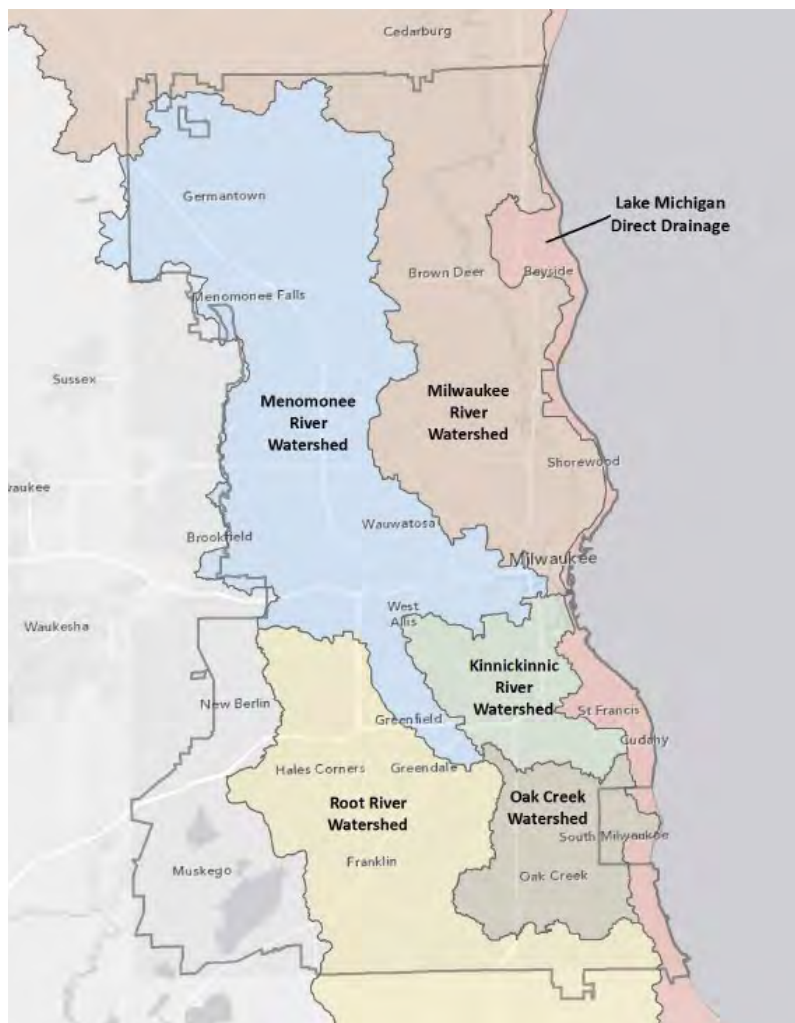 Cedarburg
Germantown
Lake Michigan
Direct Drainage
Brown Deer
Bayside
Menomonee Falls
Sussex
Menomonee
River
Watershed
Milwaukee
River
Watershed
Shorewood
vaukee
Wauwatosa
Brookfield
Milwaukee
West
Allis
Waukesha
Kinnickinnic
River
Watershed
New Berlin
St Francis
Greenfield
Cudahy
Hales Corners
Greendale
Root River
Watershed
Oak Creek
Watershed
South Milwaukee
Franklin
Muskego
Oak Creek